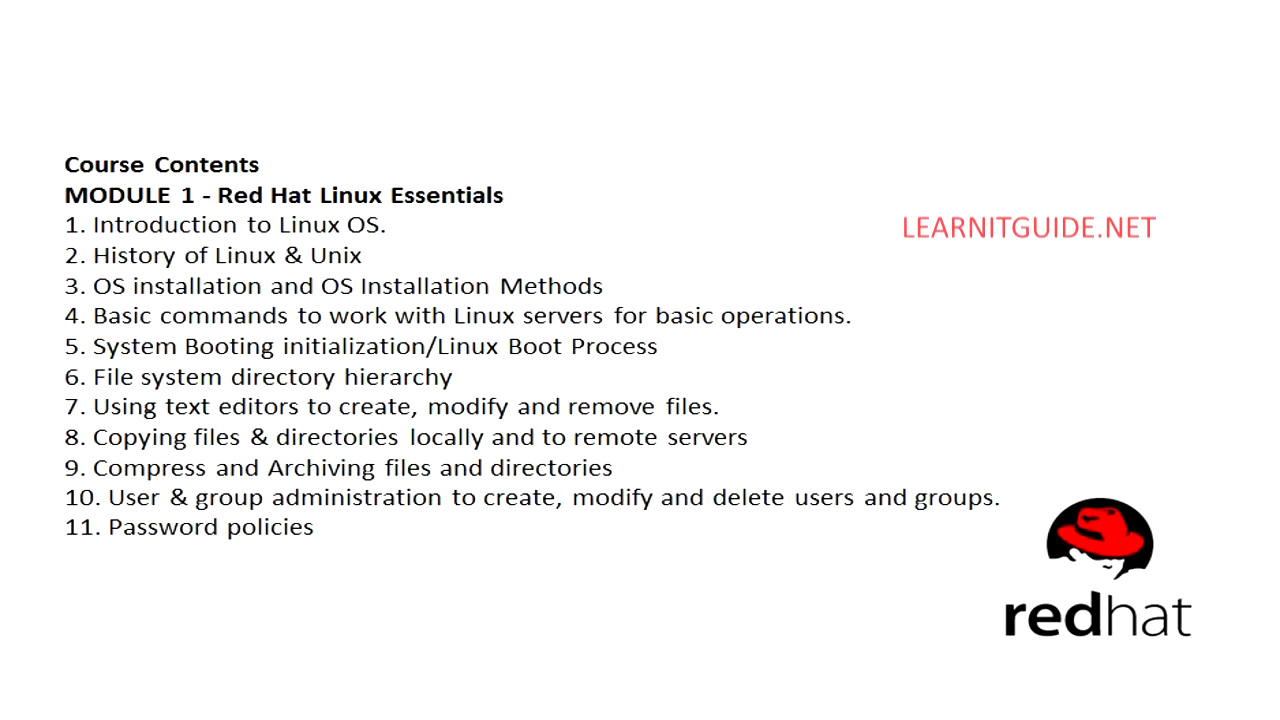 Course Contents
MODULE 1 - Red Hat Linux Essentials
1. Introduction to Linux OS.
2. History of Linux & Unix
3. OS installation and OS Installation Methods
4. Basic commands to work with Linux servers for basic operations.
5. System Booting initialization/Linux Boot Process
6. File system directory hierarchy
7. Using text editors to create, modify and remove files.
8. Copying files & directories locally and to remote servers
9. Compress and Archiving files and directories
10. User & group administration to create, modify and delete users and groups.
11. Password policies
LEARNITGUIDE.NET
redhat